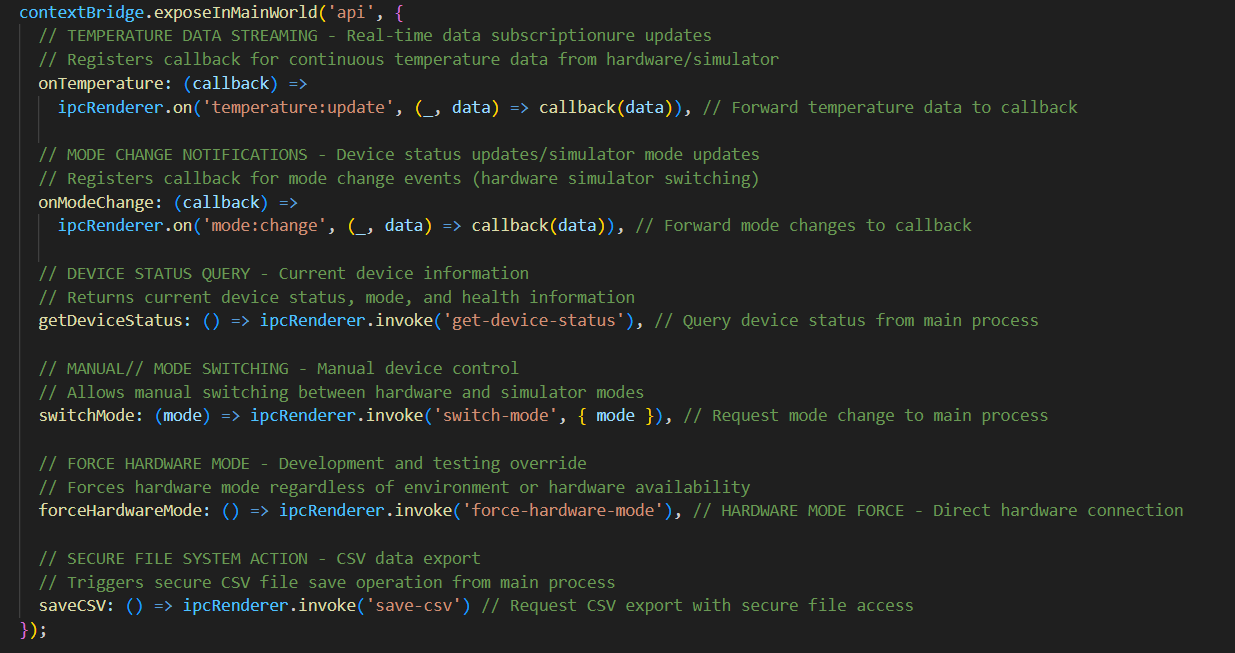 contextBridge.exposeInMainWorld('api', {
// TEMPERATURE DATA STREAMING - Real-time data subscriptionure updates
// Registers callback for continuous temperature data from hardware/simulator
onTemperature: (callback) =>
ipcRenderer.on('temperature:update', (_, data) => callback(data)), // Forward temperature data to callback
// MODE CHANGE NOTIFICATIONS - Device status updates/simulator mode updates
// Registers callback for mode change events (hardware simulator switching)
onModeChange: (callback) =>
ipcRenderer.on('mode:change', (_, data) => callback(data)), // Forward mode changes to callback
// DEVICE STATUS QUERY - Current device information
// Returns current device status, mode, and health information
getDeviceStatus: () => ipcRenderer.invoke('get-device-status'), // Query device status from main process
// MANUAL// MODE SWITCHING - Manual device control
// Allows manual switching between hardware and simulator modes
switchMode: (mode) => ipcRenderer.invoke('switch-mode', { mode }), // Request mode change to main process
// FORCE HARDWARE MODE - Development and testing override
// Forces hardware mode regardless of environment or hardware availability
forceHardwareMode: () => ipcRenderer.invoke('force-hardware-mode'), // HARDWARE MODE FORCE - Direct hardware connection
// SECURE FILE SYSTEM ACTION - CSV data export
// Triggers secure CSV file save operation from main process
saveCSV: () => ipcRenderer.invoke('save-csv') // Request CSV export with secure file access
});